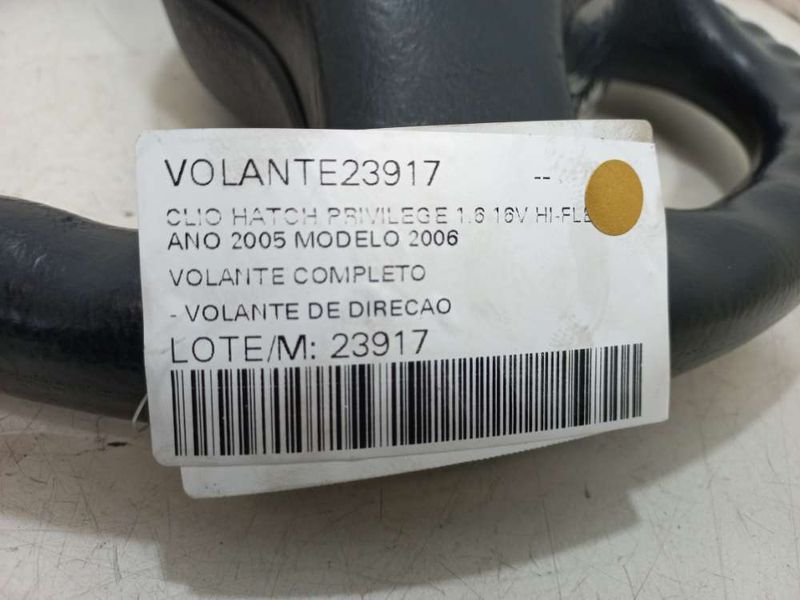 VOLANTE23917 --
CLIO HATCH PRIVILEGE 1.6 16V HI-FLE
ANO 2005 MODELO 2006
VOLANTE COMPLETO
- VOLANTE DE DIRECAO
LOTE/M: 23917